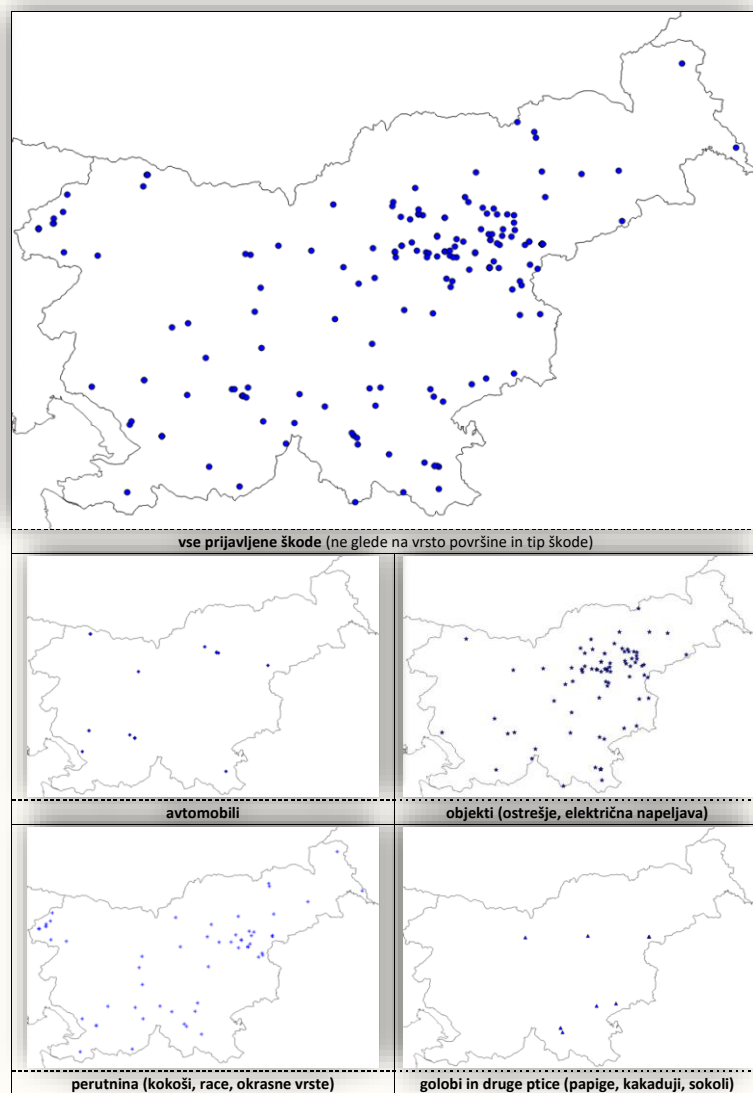 vse prijavljene škode (ne glede na vrsto površine in tip škode)
avtomobili
objekti (ostrešje, električna napeljava)
perutnina (kokoši, race, okrasne vrste)
golobi in druge ptice (papige, kakaduji, sokoli)